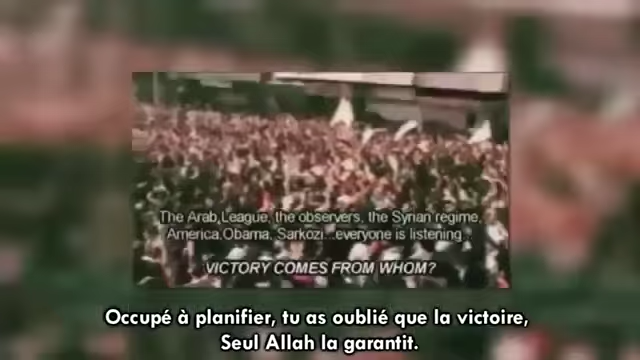 The Arab League, the observers, the Syrian regime,
America,Obama, Sarkozi...everyone is listening...
VICTORY COMES FROM WHOM?
Occupé à planifier, tu as oublié que la victoire,
Seul Allah la garantit.